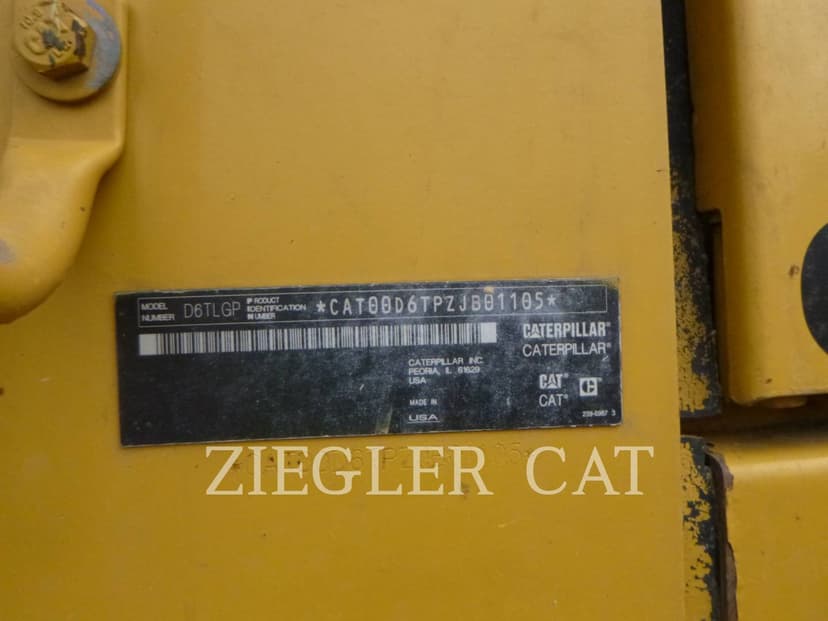 MODEL NUMBER D6TLGP PRODUCT IDENTIFICATION NUMBER *CAT00D6TPZJB01105*
CATERPILLAR®
CATERPILLAR®
CATERPILLAR INC.
PEORIA, IL 61629
USA
CAT® C®
CAT®
MADE IN
USA
ZIEGLER CAT